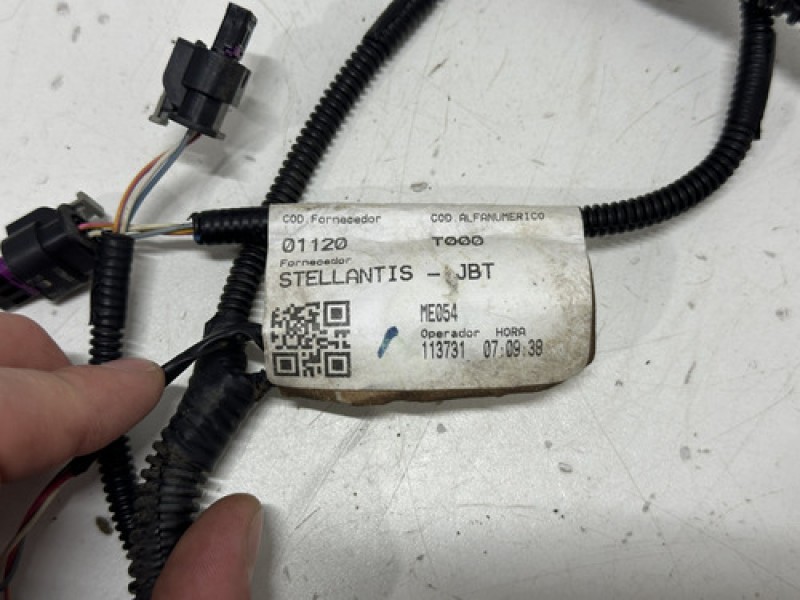 COD.Fornecedor COD.ALFANUMERICO
01120 T000
Fornecedor
STELLANTIS - JBT
ME054
Operador HORA
113731 07:09:38